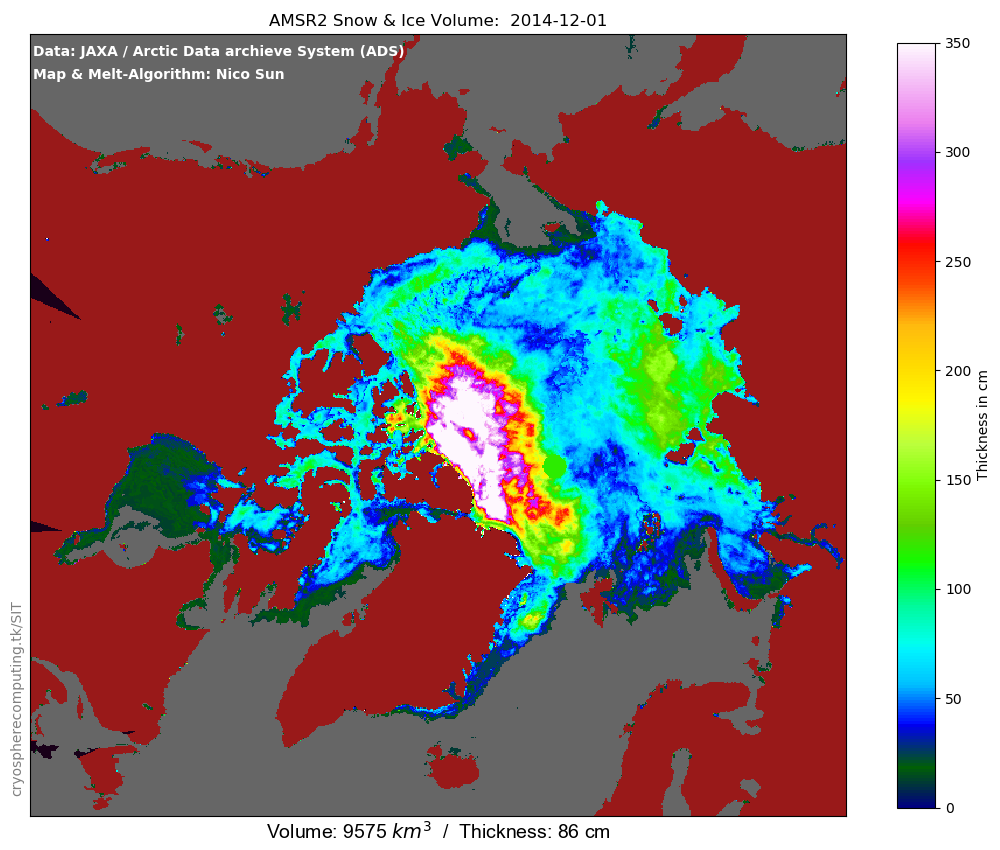 AMSR2 Snow & Ice Volume:  2014-12-01
Data: JAXA / Arctic Data archieve System (ADS)
Map & Melt-Algorithm: Nico Sun
350
300
250
200
150
100
50
0
Thickness in cm
cryospherecomputing.tk/SIT
Volume: 9575 km³  /  Thickness: 86 cm